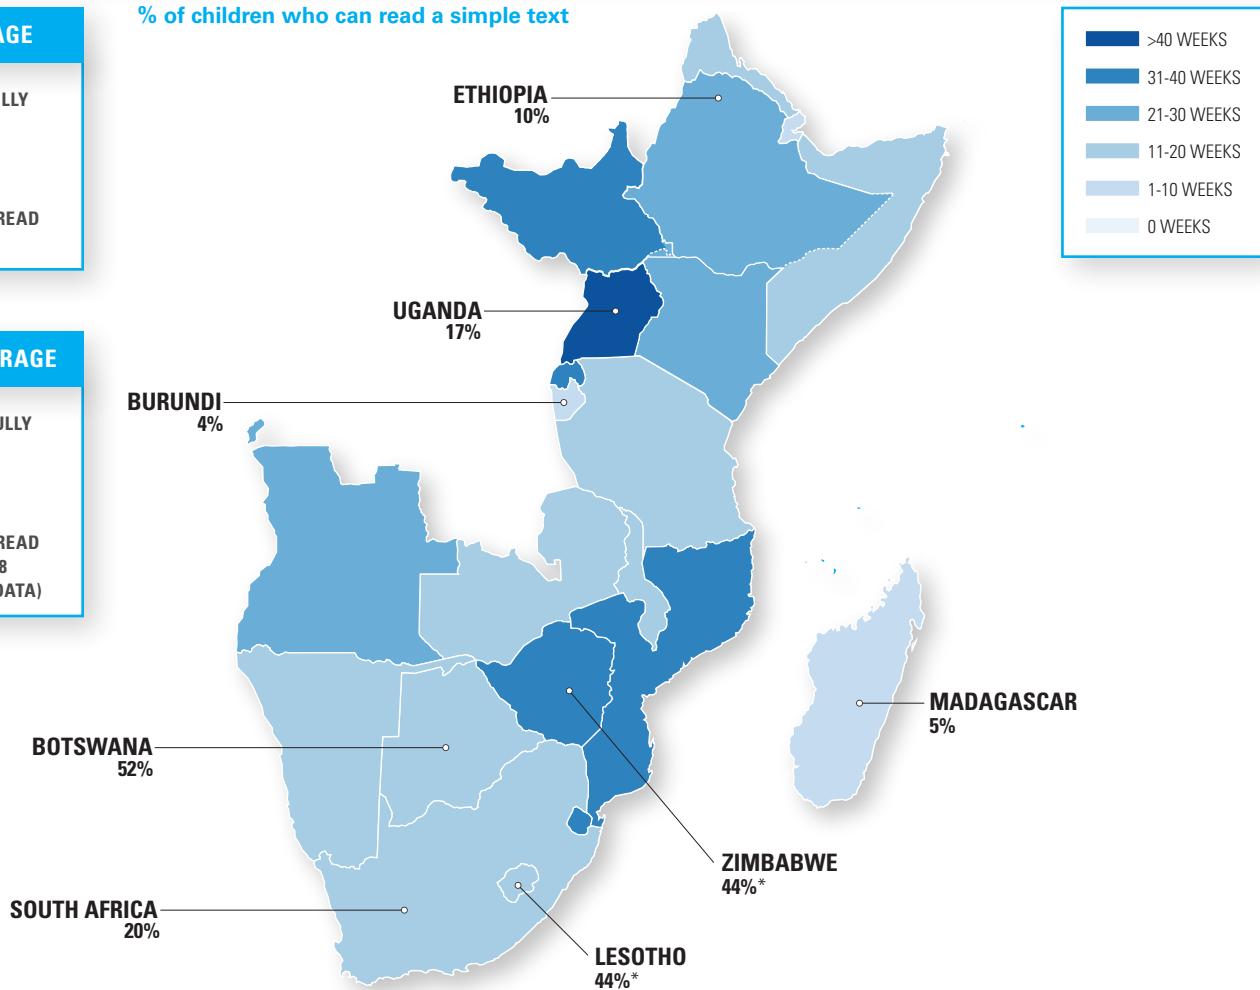 % of children who can read a simple text
AGE
LLY
READ
RAGE
ULLY
READ
8
DATA)
>40 WEEKS
31-40 WEEKS
21-30 WEEKS
11-20 WEEKS
1-10 WEEKS
0 WEEKS
ETHIOPIA
10%
UGANDA
17%
BURUNDI
4%
BOTSWANA
52%
MADAGASCAR
5%
ZIMBABWE
44%*
SOUTH AFRICA
20%
LESOTHO
44%*